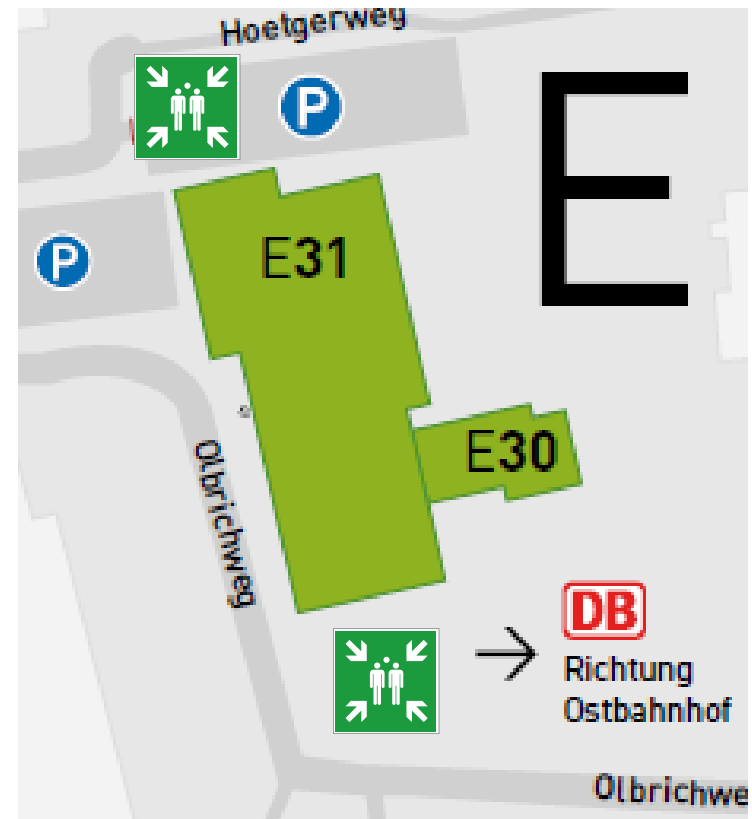 Hoetgerweg
P
E
E31
P
E30
Olbrichweg
DB
Richtung
Ostbahnhof
Olbrichwe